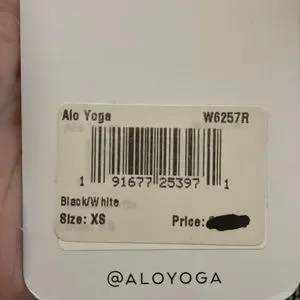 Alo Yoga W6257R
1 91677 25397 1
Black/White
Size: XS Price:
@ALOYOGA